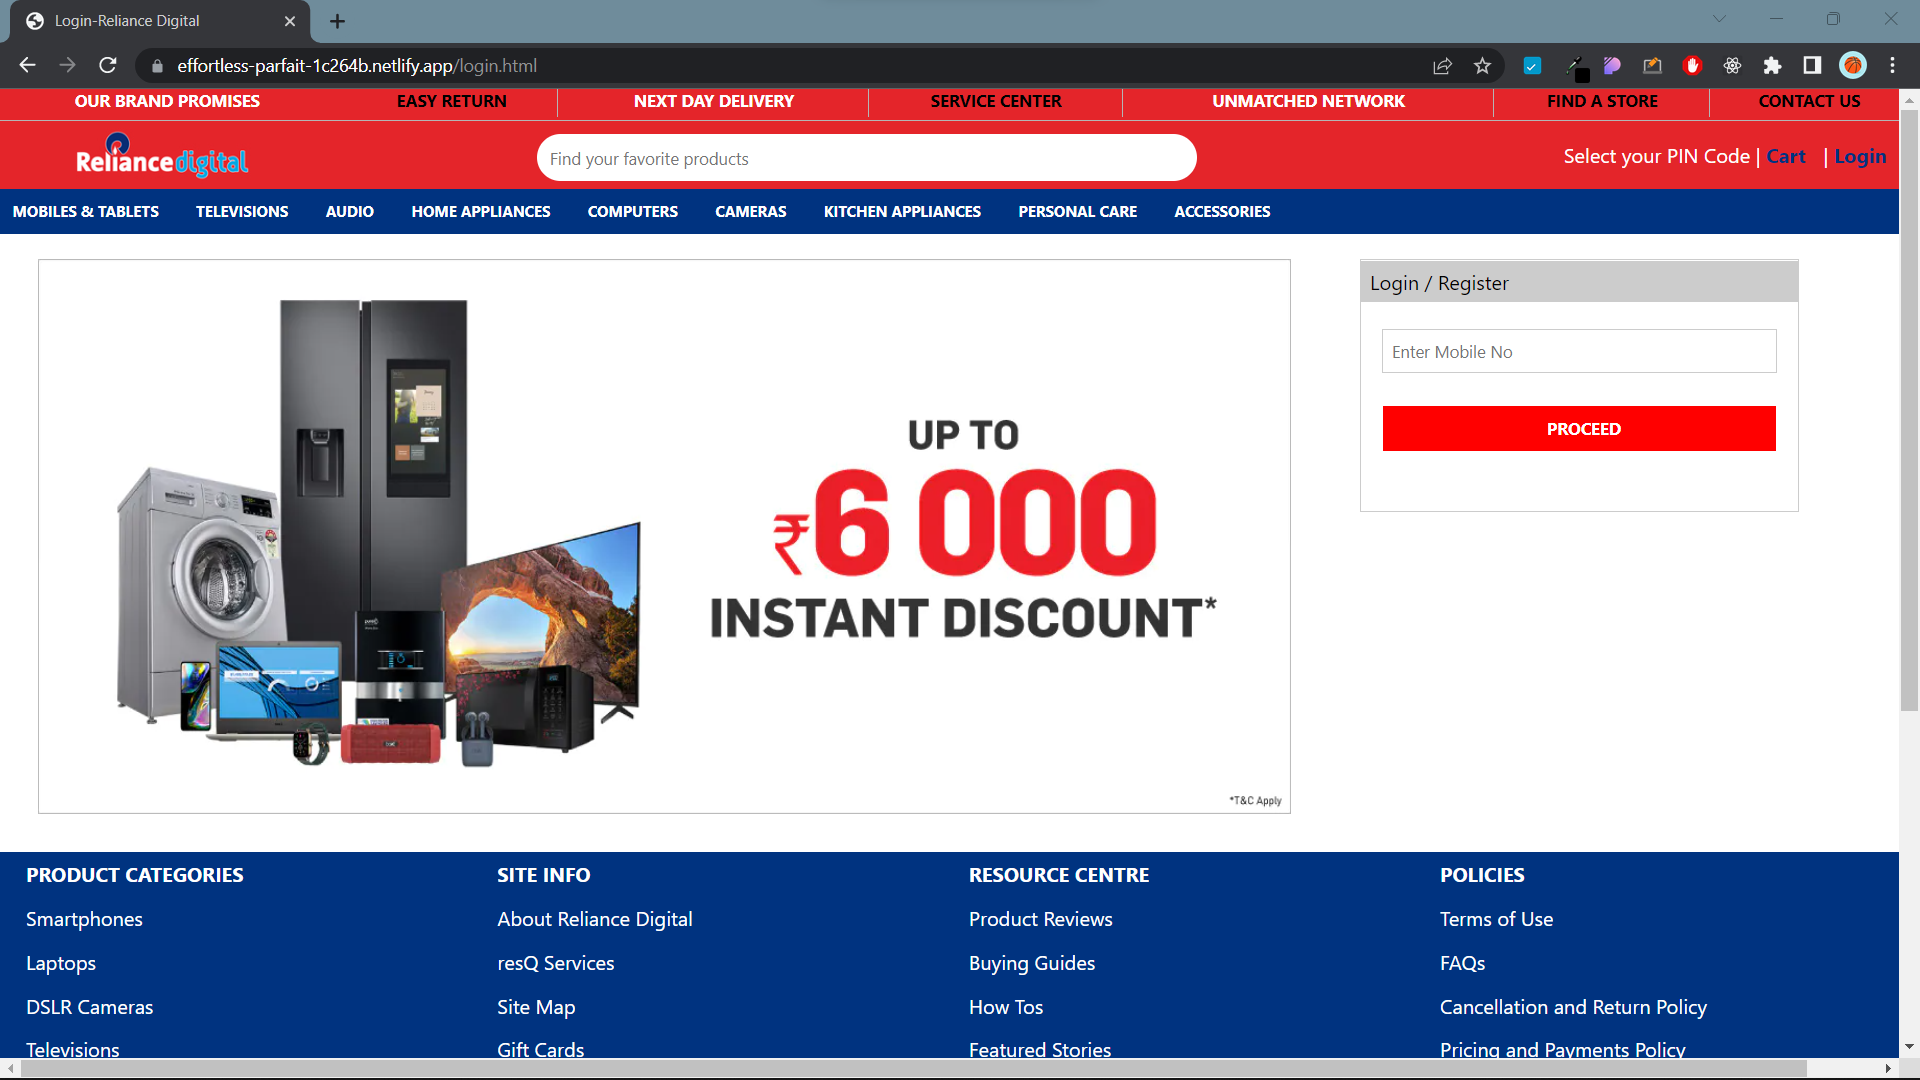 Login-Reliance Digital
effortless-parfait-1c264b.netlify.app/login.html
OUR BRAND PROMISES EASY RETURN NEXT DAY DELIVERY SERVICE CENTER UNMATCHED NETWORK FIND A STORE CONTACT US
Reliance digital
Find your favorite products
Select your PIN Code | Cart | Login
MOBILES & TABLETS TELEVISIONS AUDIO HOME APPLIANCES COMPUTERS CAMERAS KITCHEN APPLIANCES PERSONAL CARE ACCESSORIES
UP TO
₹6 000
INSTANT DISCOUNT*
*T&C Apply
Login / Register
Enter Mobile No
PROCEED
PRODUCT CATEGORIES SITE INFO RESOURCE CENTRE POLICIES
Smartphones About Reliance Digital Product Reviews Terms of Use
Laptops resQ Services Buying Guides FAQs
DSLR Cameras Site Map How Tos Cancellation and Return Policy
Televisions Gift Cards Featured Stories Pricing and Payments Policy